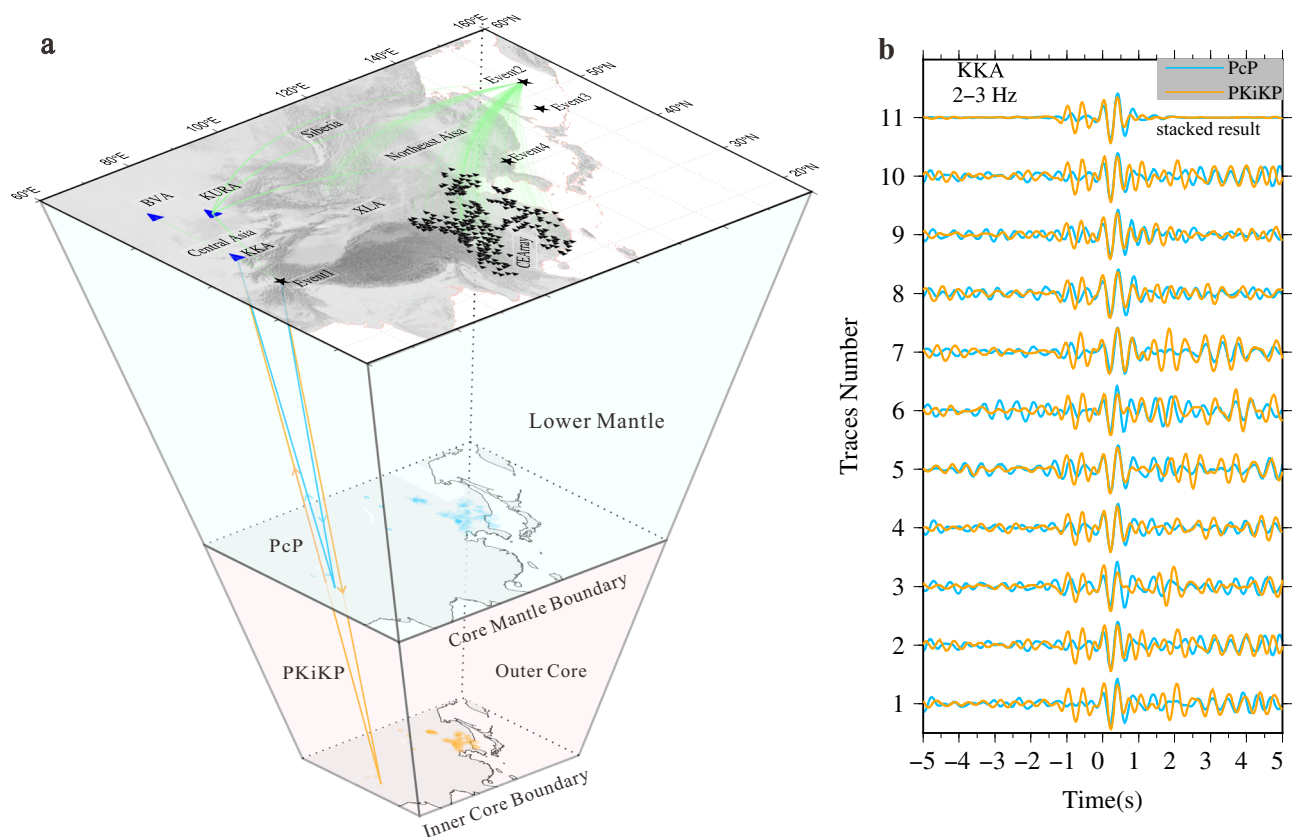 a
60°E
80°E
100°E
120°E
140°E
160°E
60°N
50°N
40°N
30°N
20°N
Event2
Event3
Event4
Siberia
Northeast Aisa
BVA
KURA
XLA
Central Asia
KKA
Event1
CEArray
Lower Mantle
PcP
Core Mantle Boundary
PKiKP
Outer Core
Inner Core Boundary
b
KKA
2−3 Hz
PcP
PKiKP
stacked result
Traces Number
11
10
9
8
7
6
5
4
3
2
1
−5 −4 −3 −2 −1 0 1 2 3 4 5
Time(s)